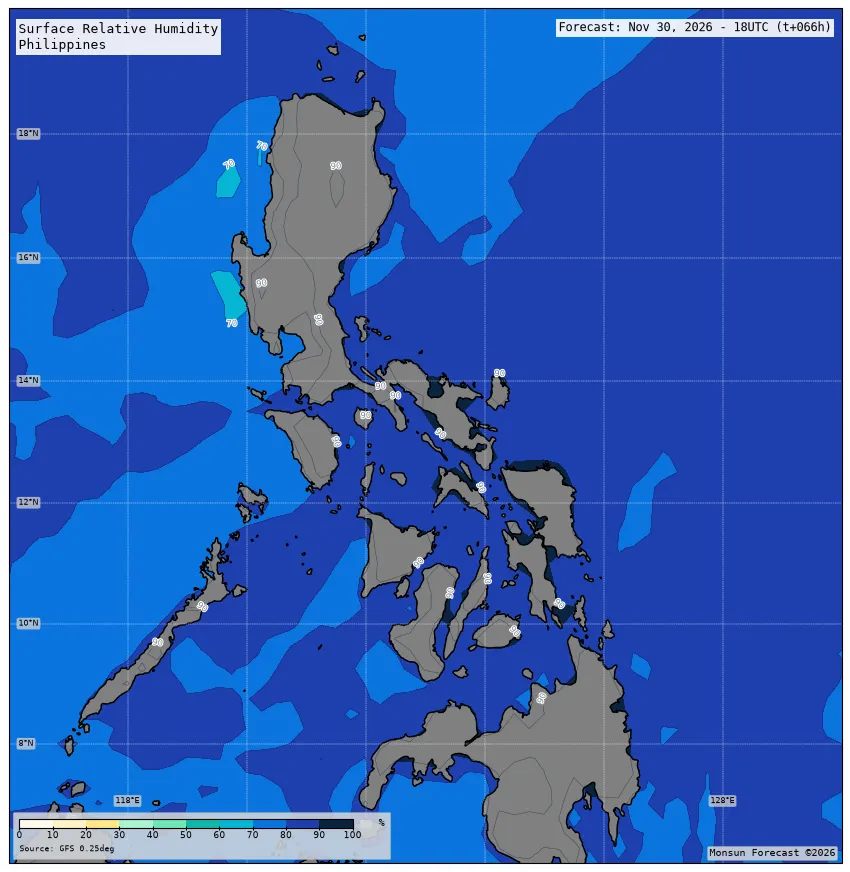 Surface Relative Humidity
Philippines
Forecast: Nov 30, 2026 - 18UTC (t+066h)
18°N
70
70
90
16°N
90
90
70
14°N
90
90
90
90
90
90
12°N
90
90
90
90
90
10°N
90
90
90
90
90
8°N
118°E
128°E
%
0 10 20 30 40 50 60 70 80 90 100
Source: GFS 0.25deg
Monsun Forecast ©2026